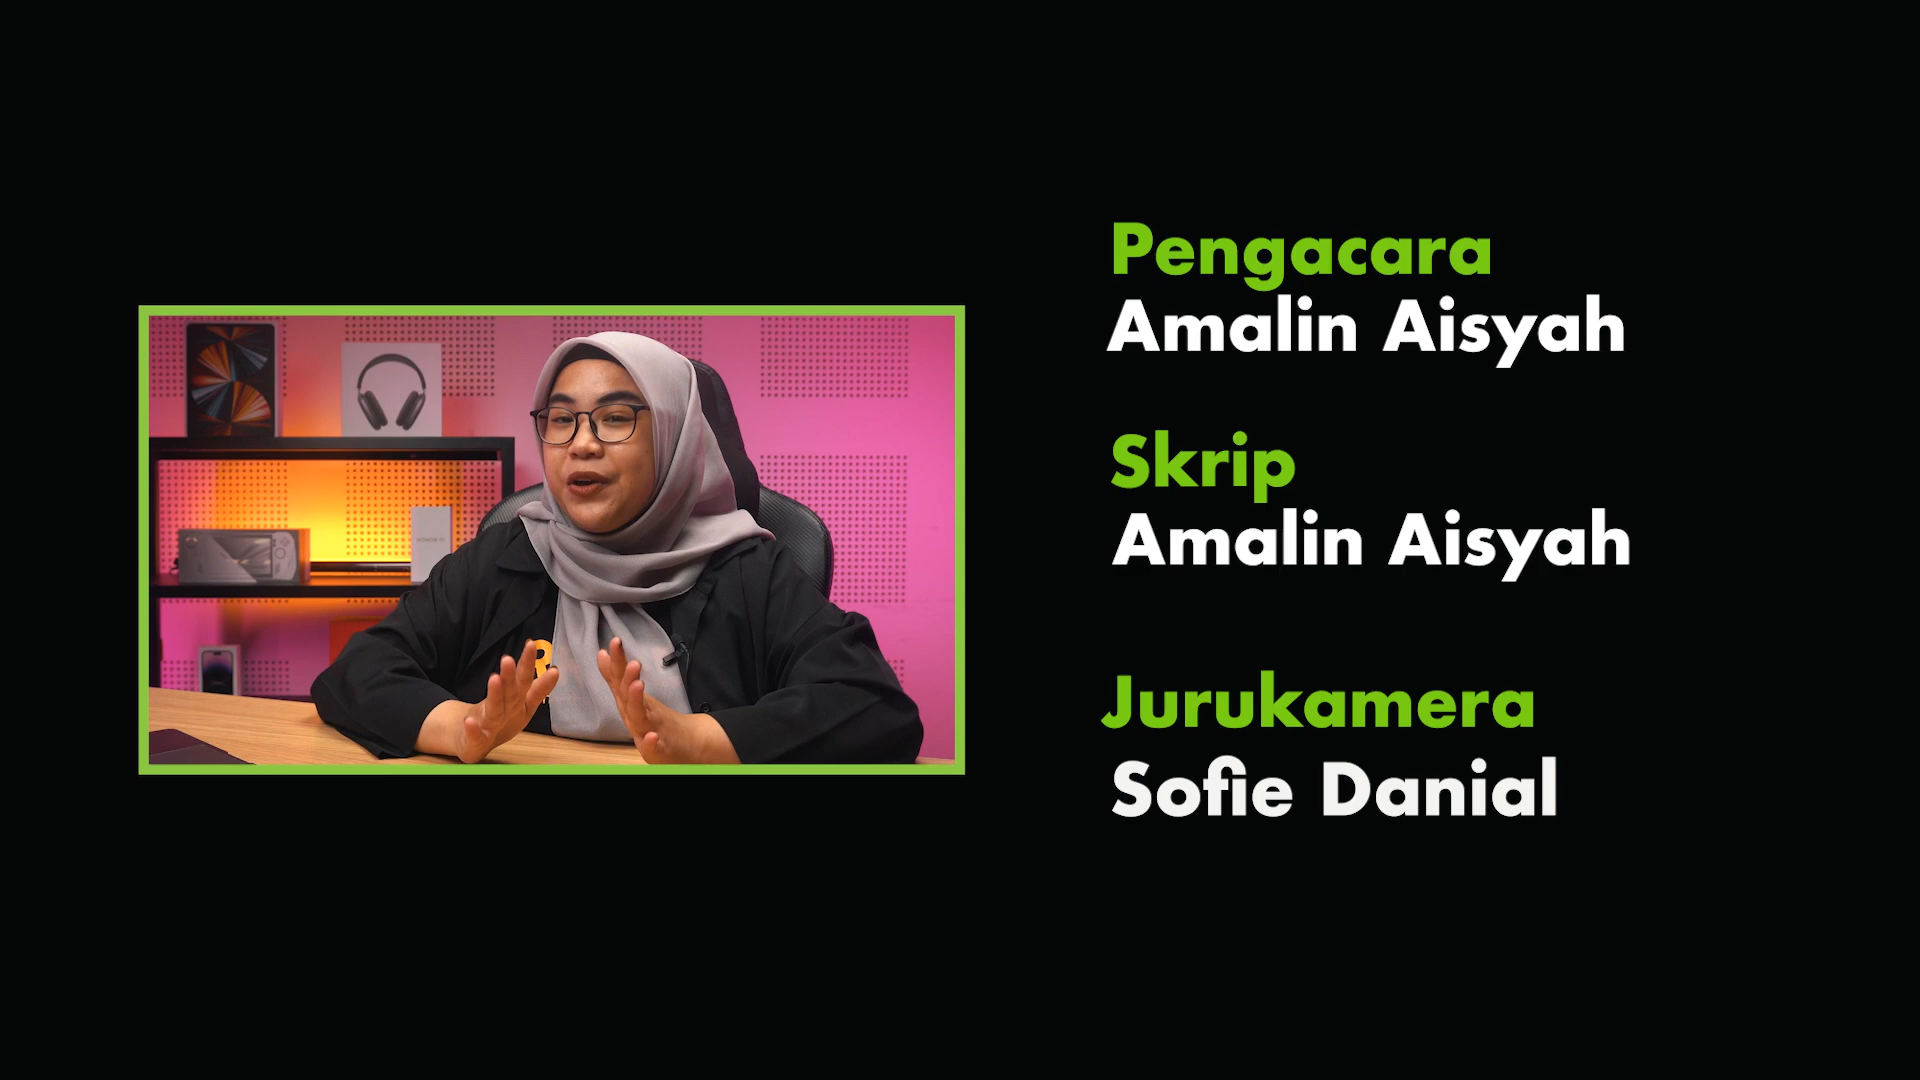 Pengacara
Amalin Aisyah
Skrip
Amalin Aisyah
Jurukamera
Sofie Danial